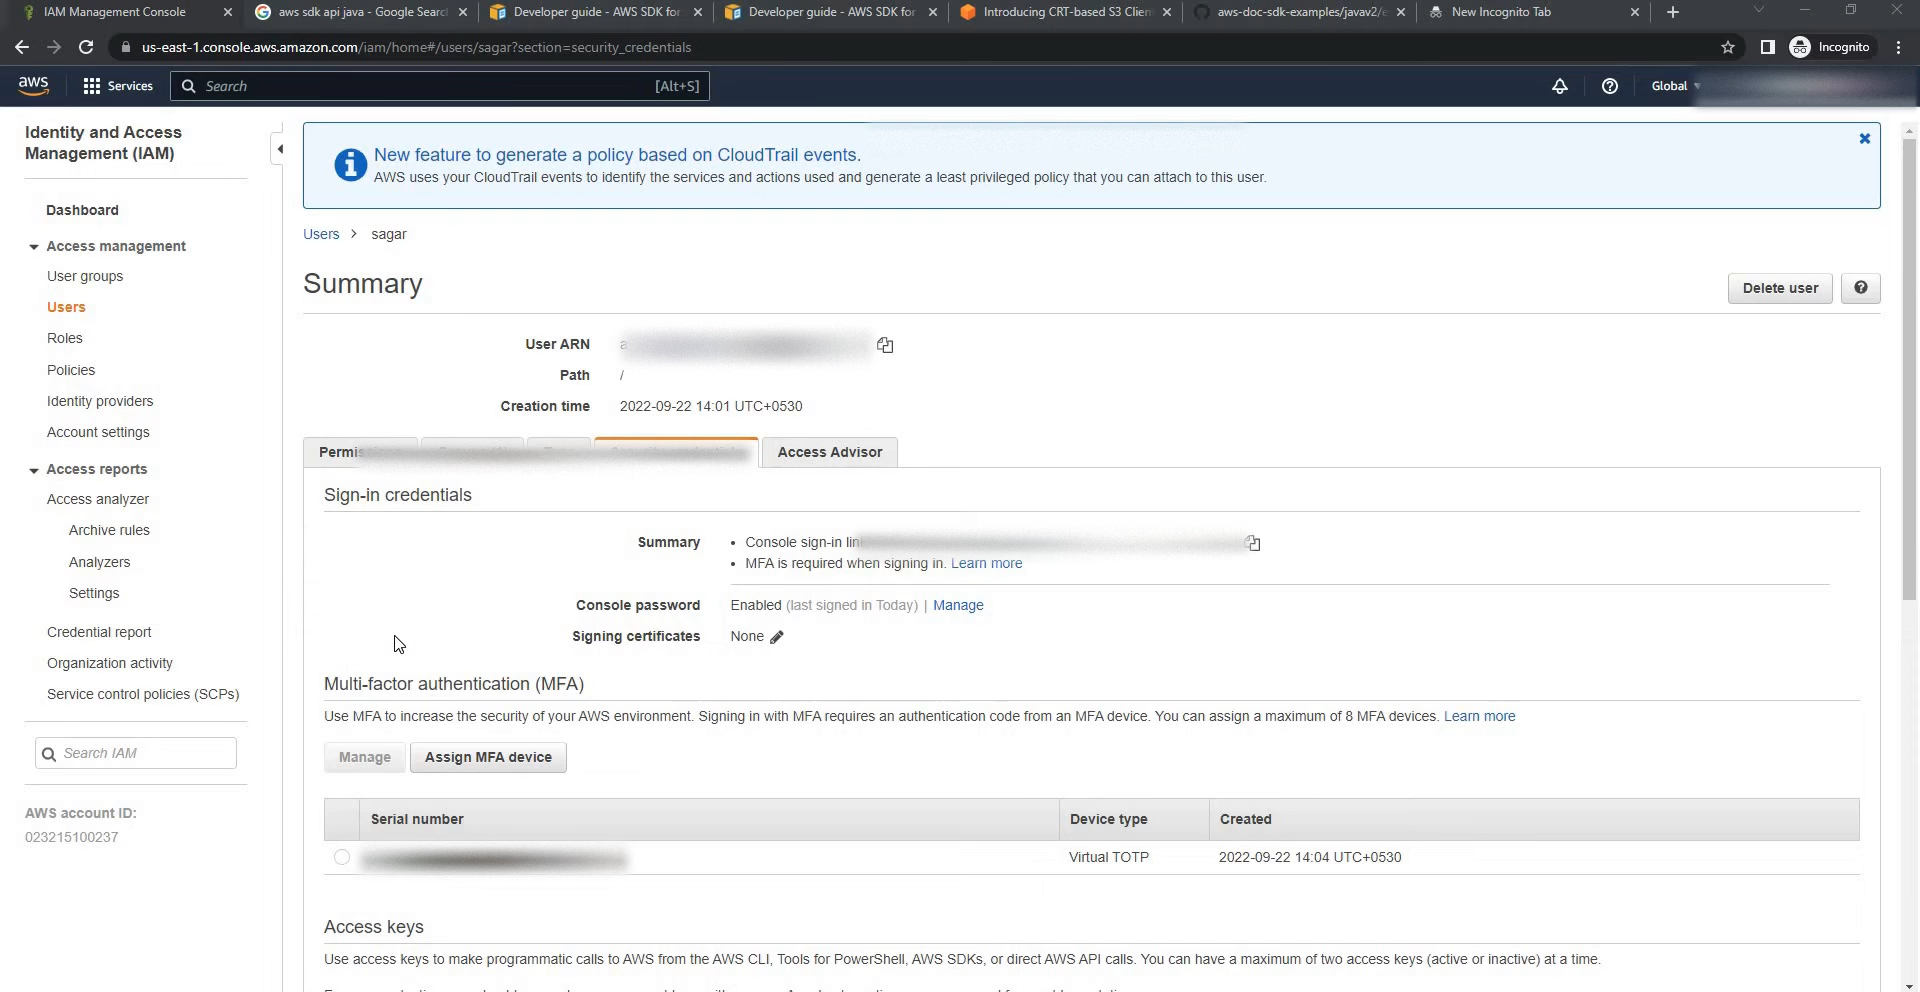 IAM Management Console
aws sdk api java - Google Searc
Developer guide - AWS SDK for
Developer guide - AWS SDK for
Introducing CRT-based S3 Clien
aws-doc-sdk-examples/javav2/e
New Incognito Tab
us-east-1.console.aws.amazon.com/iam/home#/users/sagar?section=security_credentials
Incognito
aws
Services
Search
[Alt+S]
Global
Identity and Access
Management (IAM)
Dashboard
Access management
User groups
Users
Roles
Policies
Identity providers
Account settings
Access reports
Access analyzer
Archive rules
Analyzers
Settings
Credential report
Organization activity
Service control policies (SCPs)
Search IAM
AWS account ID:
023215100237
New feature to generate a policy based on CloudTrail events.
AWS uses your CloudTrail events to identify the services and actions used and generate a least privileged policy that you can attach to this user.
Users > sagar
Summary
Delete user
User ARN
Path /
Creation time 2022-09-22 14:01 UTC+0530
Access Advisor
Sign-in credentials
Summary
• Console sign-in
• MFA is required when signing in. Learn more
Console password Enabled (last signed in Today) | Manage
Signing certificates None
Multi-factor authentication (MFA)
Use MFA to increase the security of your AWS environment. Signing in with MFA requires an authentication code from an MFA device. You can assign a maximum of 8 MFA devices. Learn more
Manage
Assign MFA device
Serial number Device type Created
Virtual TOTP 2022-09-22 14:04 UTC+0530
Access keys
Use access keys to make programmatic calls to AWS from the AWS CLI, Tools for PowerShell, AWS SDKs, or direct AWS API calls. You can have a maximum of two access keys (active or inactive) at a time.